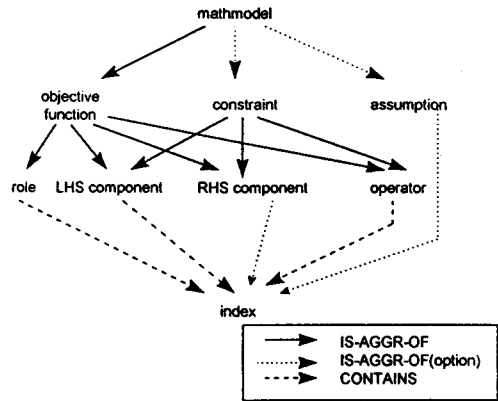 mathmodel
objective
function
constraint
assumption
role
LHS component
RHS component
operator
index
IS-AGGR-OF
IS-AGGR-OF(option)
CONTAINS